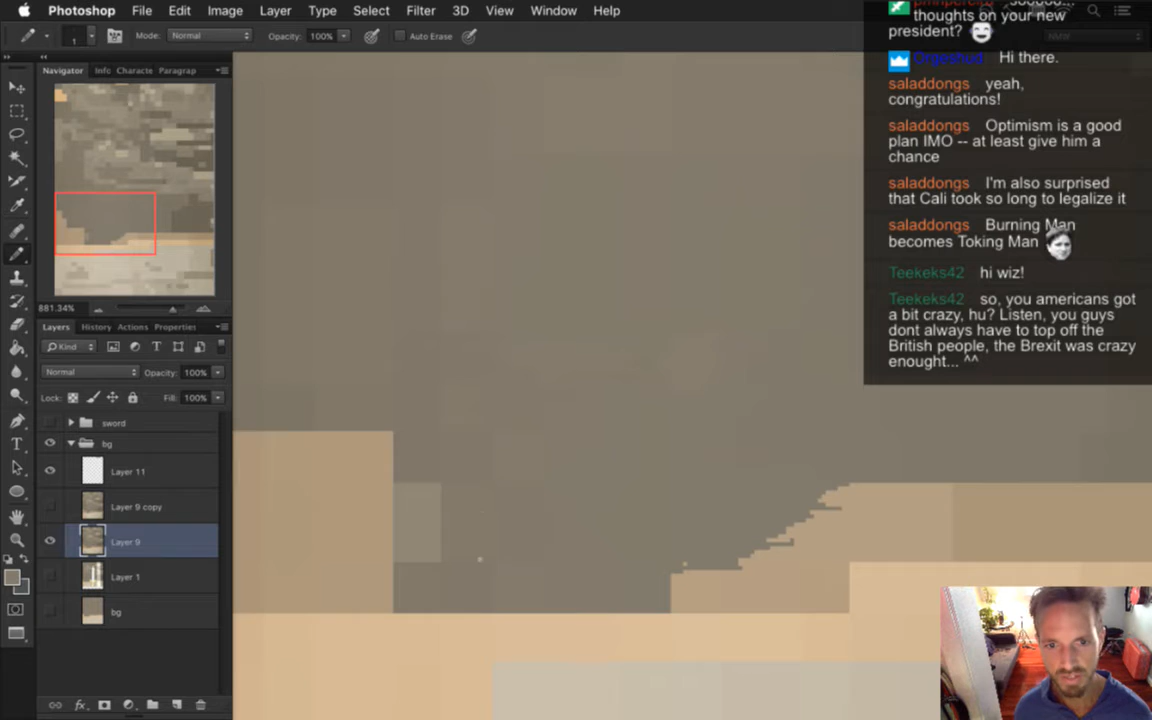 Photoshop File Edit Image Layer Type Select Filter 3D View Window Help
1 Mode: Normal Opacity: 100% Auto Erase
Navigator Info Characte Paragrap
881.34%
Layers History Actions Properties
Kind
Normal Opacity: 100%
Lock: Fill: 100%
sword
bg
Layer 11
Layer 9 copy
Layer 9
Layer 1
bg
fx
thoughts on your new
president?
Orgeshod Hi there.
saladdongs yeah,
congratulations!
saladdongs Optimism is a good
plan IMO -- at least give him a
chance
saladdongs I'm also surprised
that Cali took so long to legalize it
saladdongs Burning Man
becomes Toking Man
Teekeks42 hi wiz!
Teekeks42 so, you americans got
a bit crazy, hu? Listen, you guys
dont always have to top off the
British people, the Brexit was crazy
enought... ^^